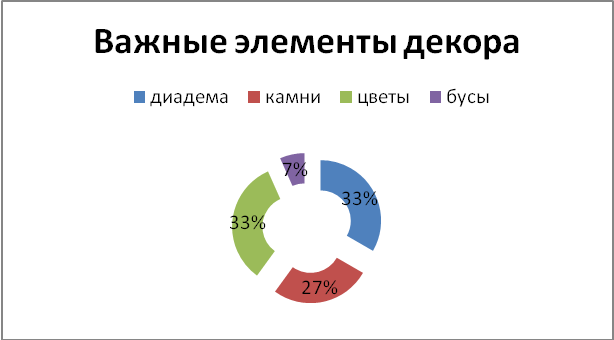 Важные элементы декора
диадема камни цветы бусы
7%
33%
33%
27%